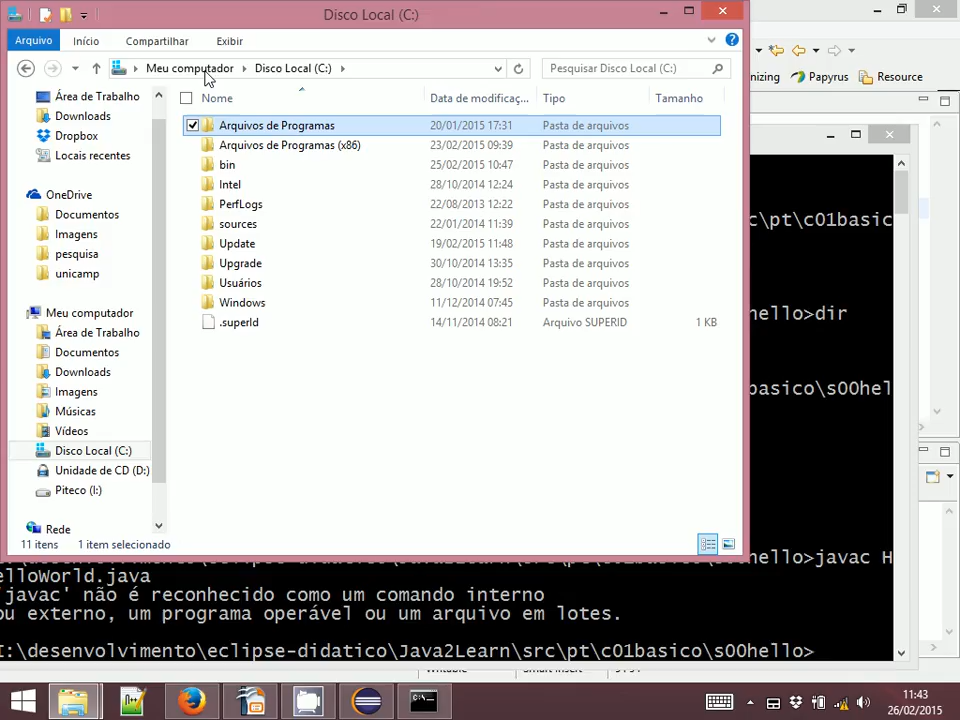 Disco Local (C:)
Arquivo Início Compartilhar Exibir
Meu computador Disco Local (C:) Pesquisar Disco Local (C:)
Papyrus Resource
Nome Data de modificaç... Tipo Tamanho
Área de Trabalho
Downloads
Dropbox
Locais recentes
OneDrive
Documentos
Imagens
pesquisa
unicamp
Meu computador
Área de Trabalho
Documentos
Downloads
Imagens
Músicas
Vídeos
Disco Local (C:)
Unidade de CD (D:)
Piteco (I:)
Rede
Arquivos de Programas 20/01/2015 17:31 Pasta de arquivos
Arquivos de Programas (x86) 23/02/2015 09:39 Pasta de arquivos
bin 25/02/2015 10:47 Pasta de arquivos
Intel 28/10/2014 12:24 Pasta de arquivos
PerfLogs 22/08/2013 12:22 Pasta de arquivos
sources 22/01/2014 11:39 Pasta de arquivos
Update 19/02/2015 11:48 Pasta de arquivos
Upgrade 30/10/2014 13:35 Pasta de arquivos
Usuários 28/10/2014 19:52 Pasta de arquivos
Windows 11/12/2014 07:45 Pasta de arquivos
.superId 14/11/2014 08:21 Arquivo SUPERID 1 KB
11 itens 1 item selecionado
c\pt\c01basico
ello>dir
basico\s00hello
hello>javac H
elloWorld.java
'javac' não é reconhecido como um comando interno
ou externo, um programa operável ou um arquivo em lotes.
I:\desenvolvimento\eclipse-didatico\Java2Learn\src\pt\c01basico\s00hello>
11:43
26/02/2015